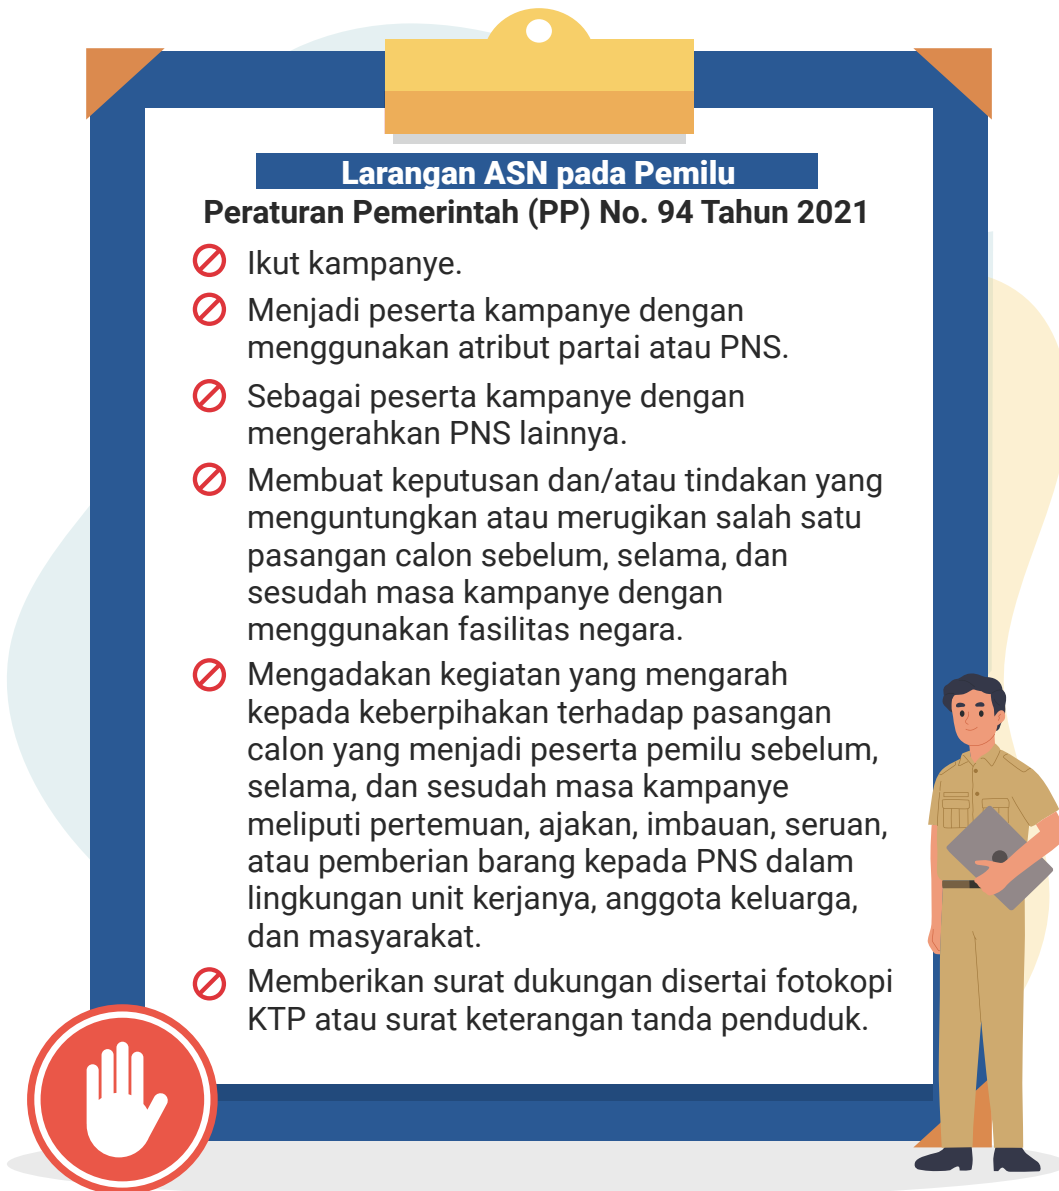 Larangan ASN pada Pemilu
Peraturan Pemerintah (PP) No. 94 Tahun 2021
Ikut kampanye.
Menjadi peserta kampanye dengan
menggunakan atribut partai atau PNS.
Sebagai peserta kampanye dengan
mengerahkan PNS lainnya.
Membuat keputusan dan/atau tindakan yang
menguntungkan atau merugikan salah satu
pasangan calon sebelum, selama, dan
sesudah masa kampanye dengan
menggunakan fasilitas negara.
Mengadakan kegiatan yang mengarah
kepada keberpihakan terhadap pasangan
calon yang menjadi peserta pemilu sebelum,
selama, dan sesudah masa kampanye
meliputi pertemuan, ajakan, imbauan, seruan,
atau pemberian barang kepada PNS dalam
lingkungan unit kerjanya, anggota keluarga,
dan masyarakat.
Memberikan surat dukungan disertai fotokopi
KTP atau surat keterangan tanda penduduk.